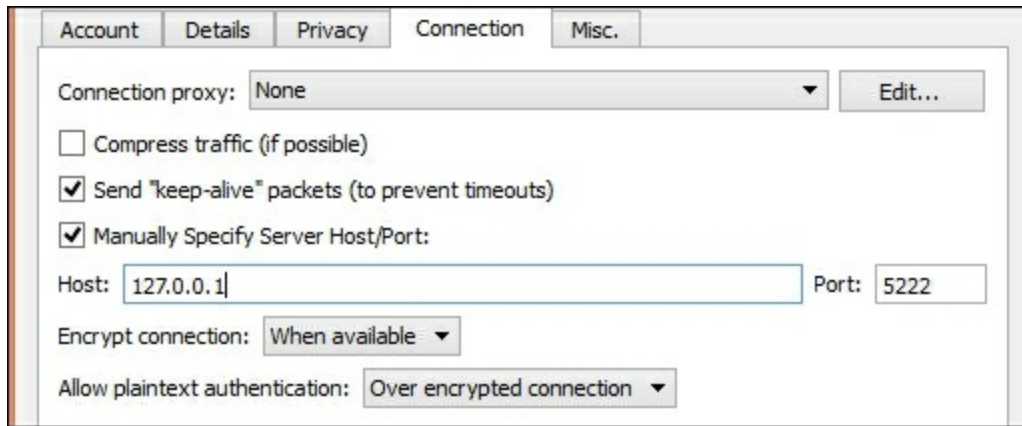 Account Details Privacy Connection Misc.
Connection proxy: None Edit...
Compress traffic (if possible)
Send "keep-alive" packets (to prevent timeouts)
Manually Specify Server Host/Port:
Host: 127.0.0.1 Port: 5222
Encrypt connection: When available
Allow plaintext authentication: Over encrypted connection